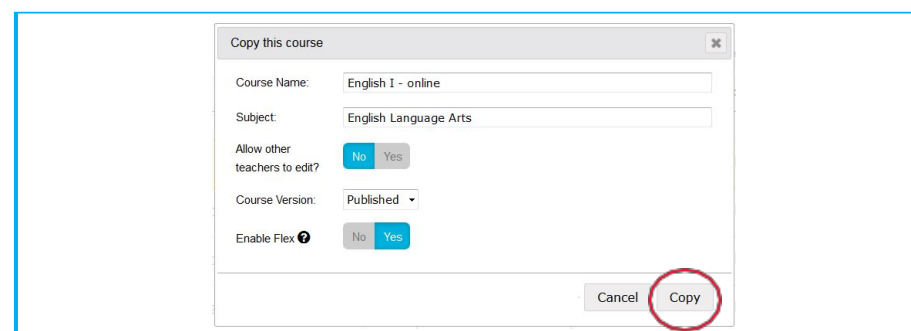 Copy this course
Course Name: English I - online
Subject: English Language Arts
Allow other
teachers to edit? No Yes
Course Version: Published
Enable Flex ? No Yes
Cancel Copy